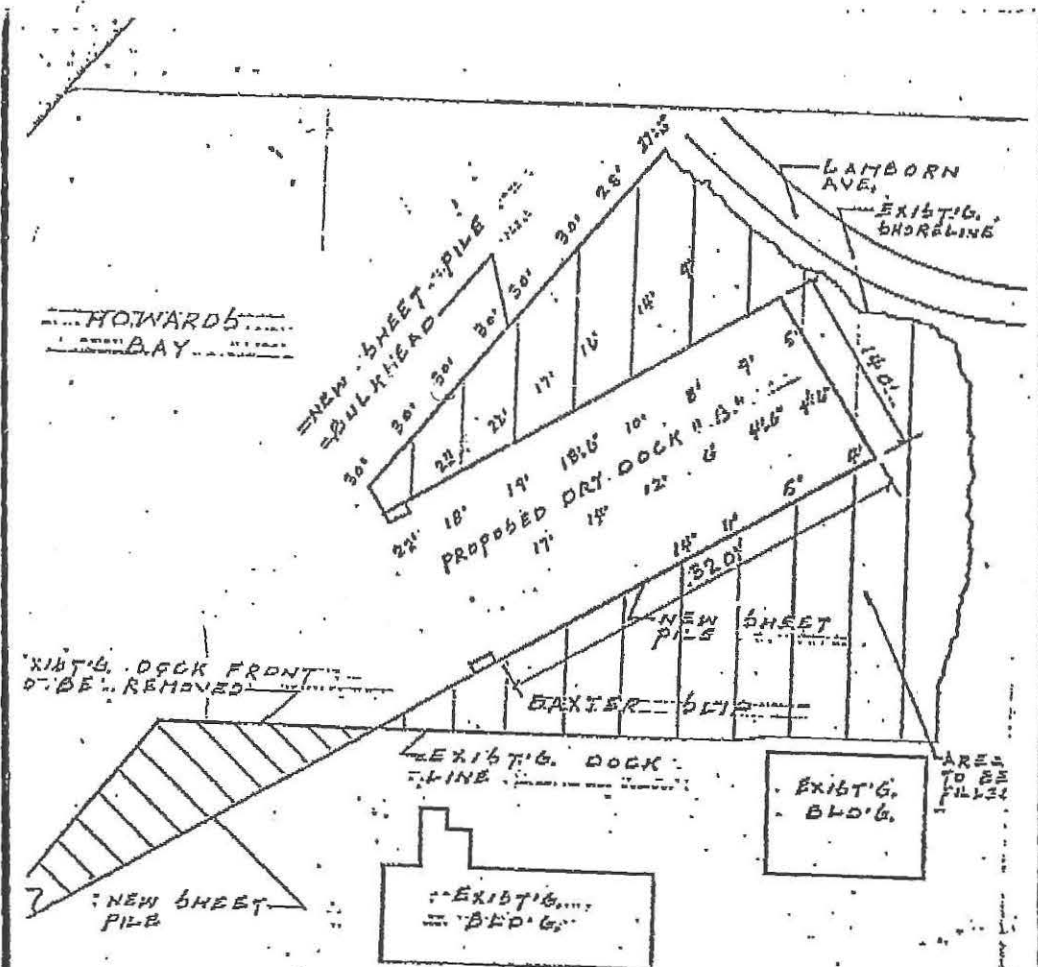 LAMBORN
AVE.
EXIST'G.
SHORELINE
NEW SHEET PILE
BULKHEAD
HOWARDS
BAY
30' 30' 30' 30' 30' 30' 28'
9'
14'
16'
17'
22'
140'
22' 18' 19' 18'6" 10' 8' 9' 5'
PROPOSED DRY DOCK "B"
17' 14' 12' 6' 4'6" 4'6"
14' 11' 6' 4'
320'
NEW SHEET
PILE
BAXTER SLIP
DOCK FRONT
BE REMOVED
EXIST'G. DOCK
LINE
AREA
TO BE
FILLED
EXIST'G.
BLD'G.
NEW SHEET
PILE
EXIST'G.
BLD'G.